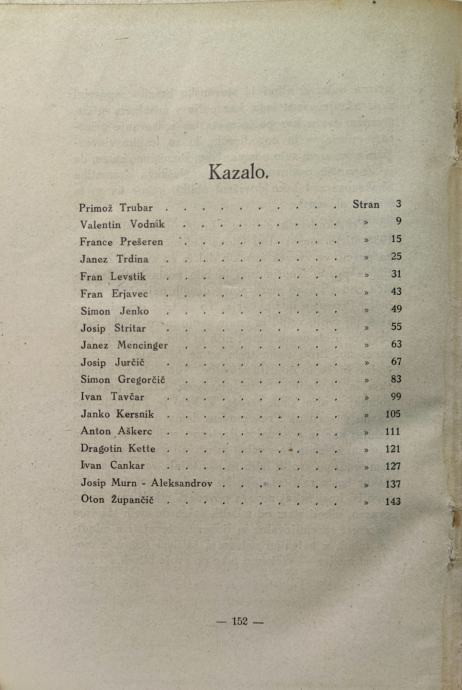 Kazalo.
Primož Trubar . . . . . . . . . . Stran 3
Valentin Vodnik . . . . . . . . . » 9
France Prešeren . . . . . . . . . » 15
Janez Trdina . . . . . . . . . . » 25
Fran Levstik . . . . . . . . . . » 31
Fran Erjavec . . . . . . . . . . » 43
Simon Jenko . . . . . . . . . . » 49
Josip Stritar . . . . . . . . . . » 55
Janez Mencinger . . . . . . . . . » 63
Josip Jurčič . . . . . . . . . . » 67
Simon Gregorčič . . . . . . . . . . » 83
Ivan Tavčar . . . . . . . . . . » 99
Janko Kersnik . . . . . . . . . . » 105
Anton Aškerc . . . . . . . . . . » 111
Dragotin Kette . . . . . . . . . . » 121
Ivan Cankar . . . . . . . . . . » 127
Josip Murn - Aleksandrov . . . . . . . » 137
Oton Župančič . . . . . . . . . . » 143
— 152 —